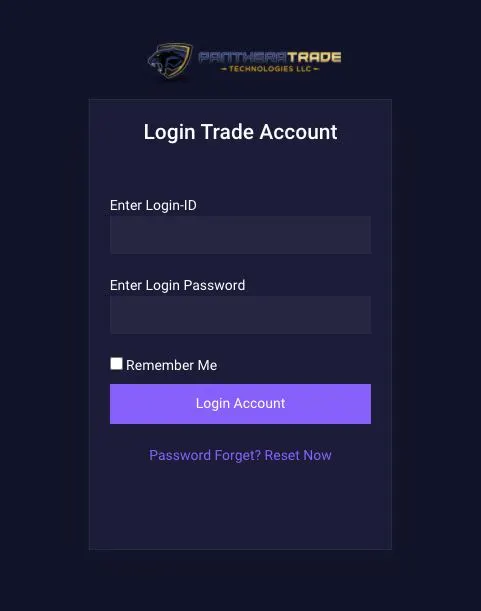 PANTHERATRADE
TECHNOLOGIES LLC
Login Trade Account
Enter Login-ID
Enter Login Password
Remember Me
Login Account
Password Forget? Reset Now